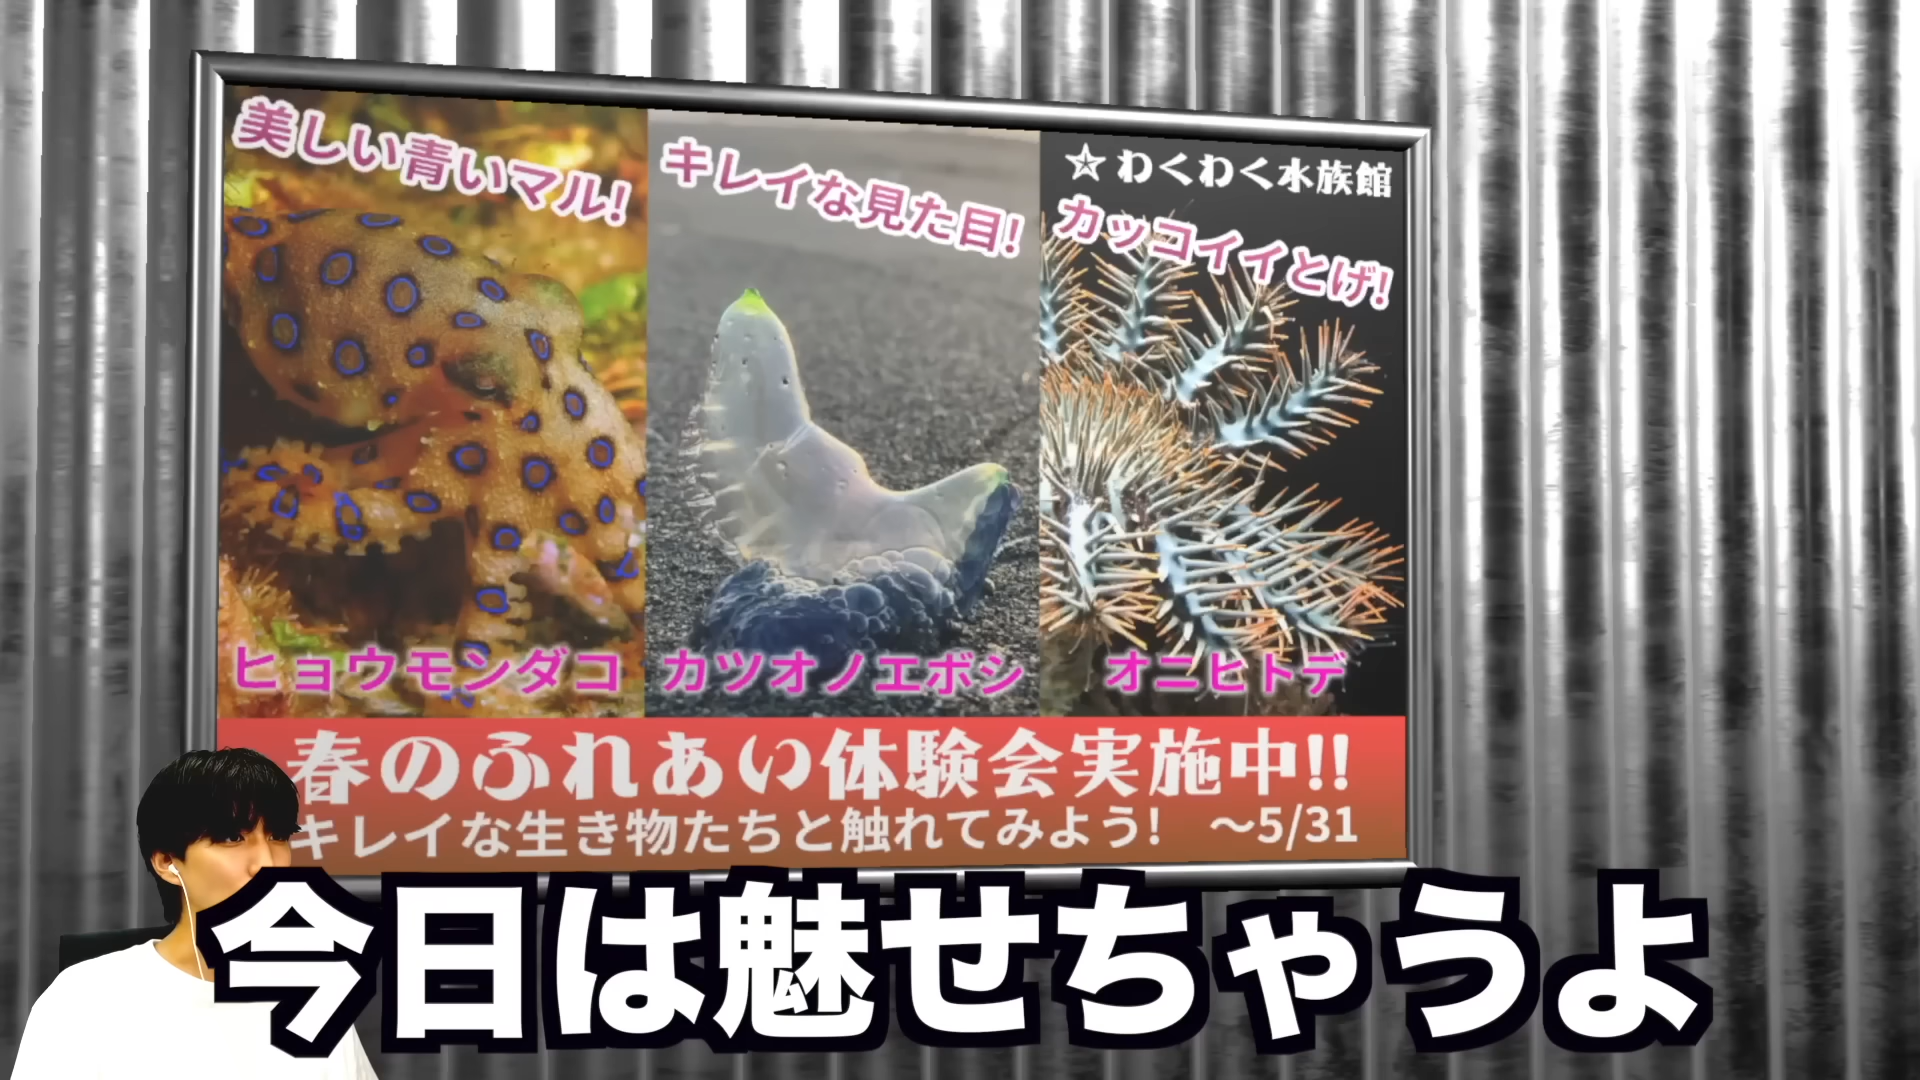 美しい青いマル!
キレイな見た目!
☆わくわく水族館
カッコイイとげ!
ヒョウモンダコ
カツオノエボシ
オニヒトデ
春のふれあい体験会実施中!!
キレイな生き物たちと触れてみよう! ～5/31
今日は魅せちゃうよ